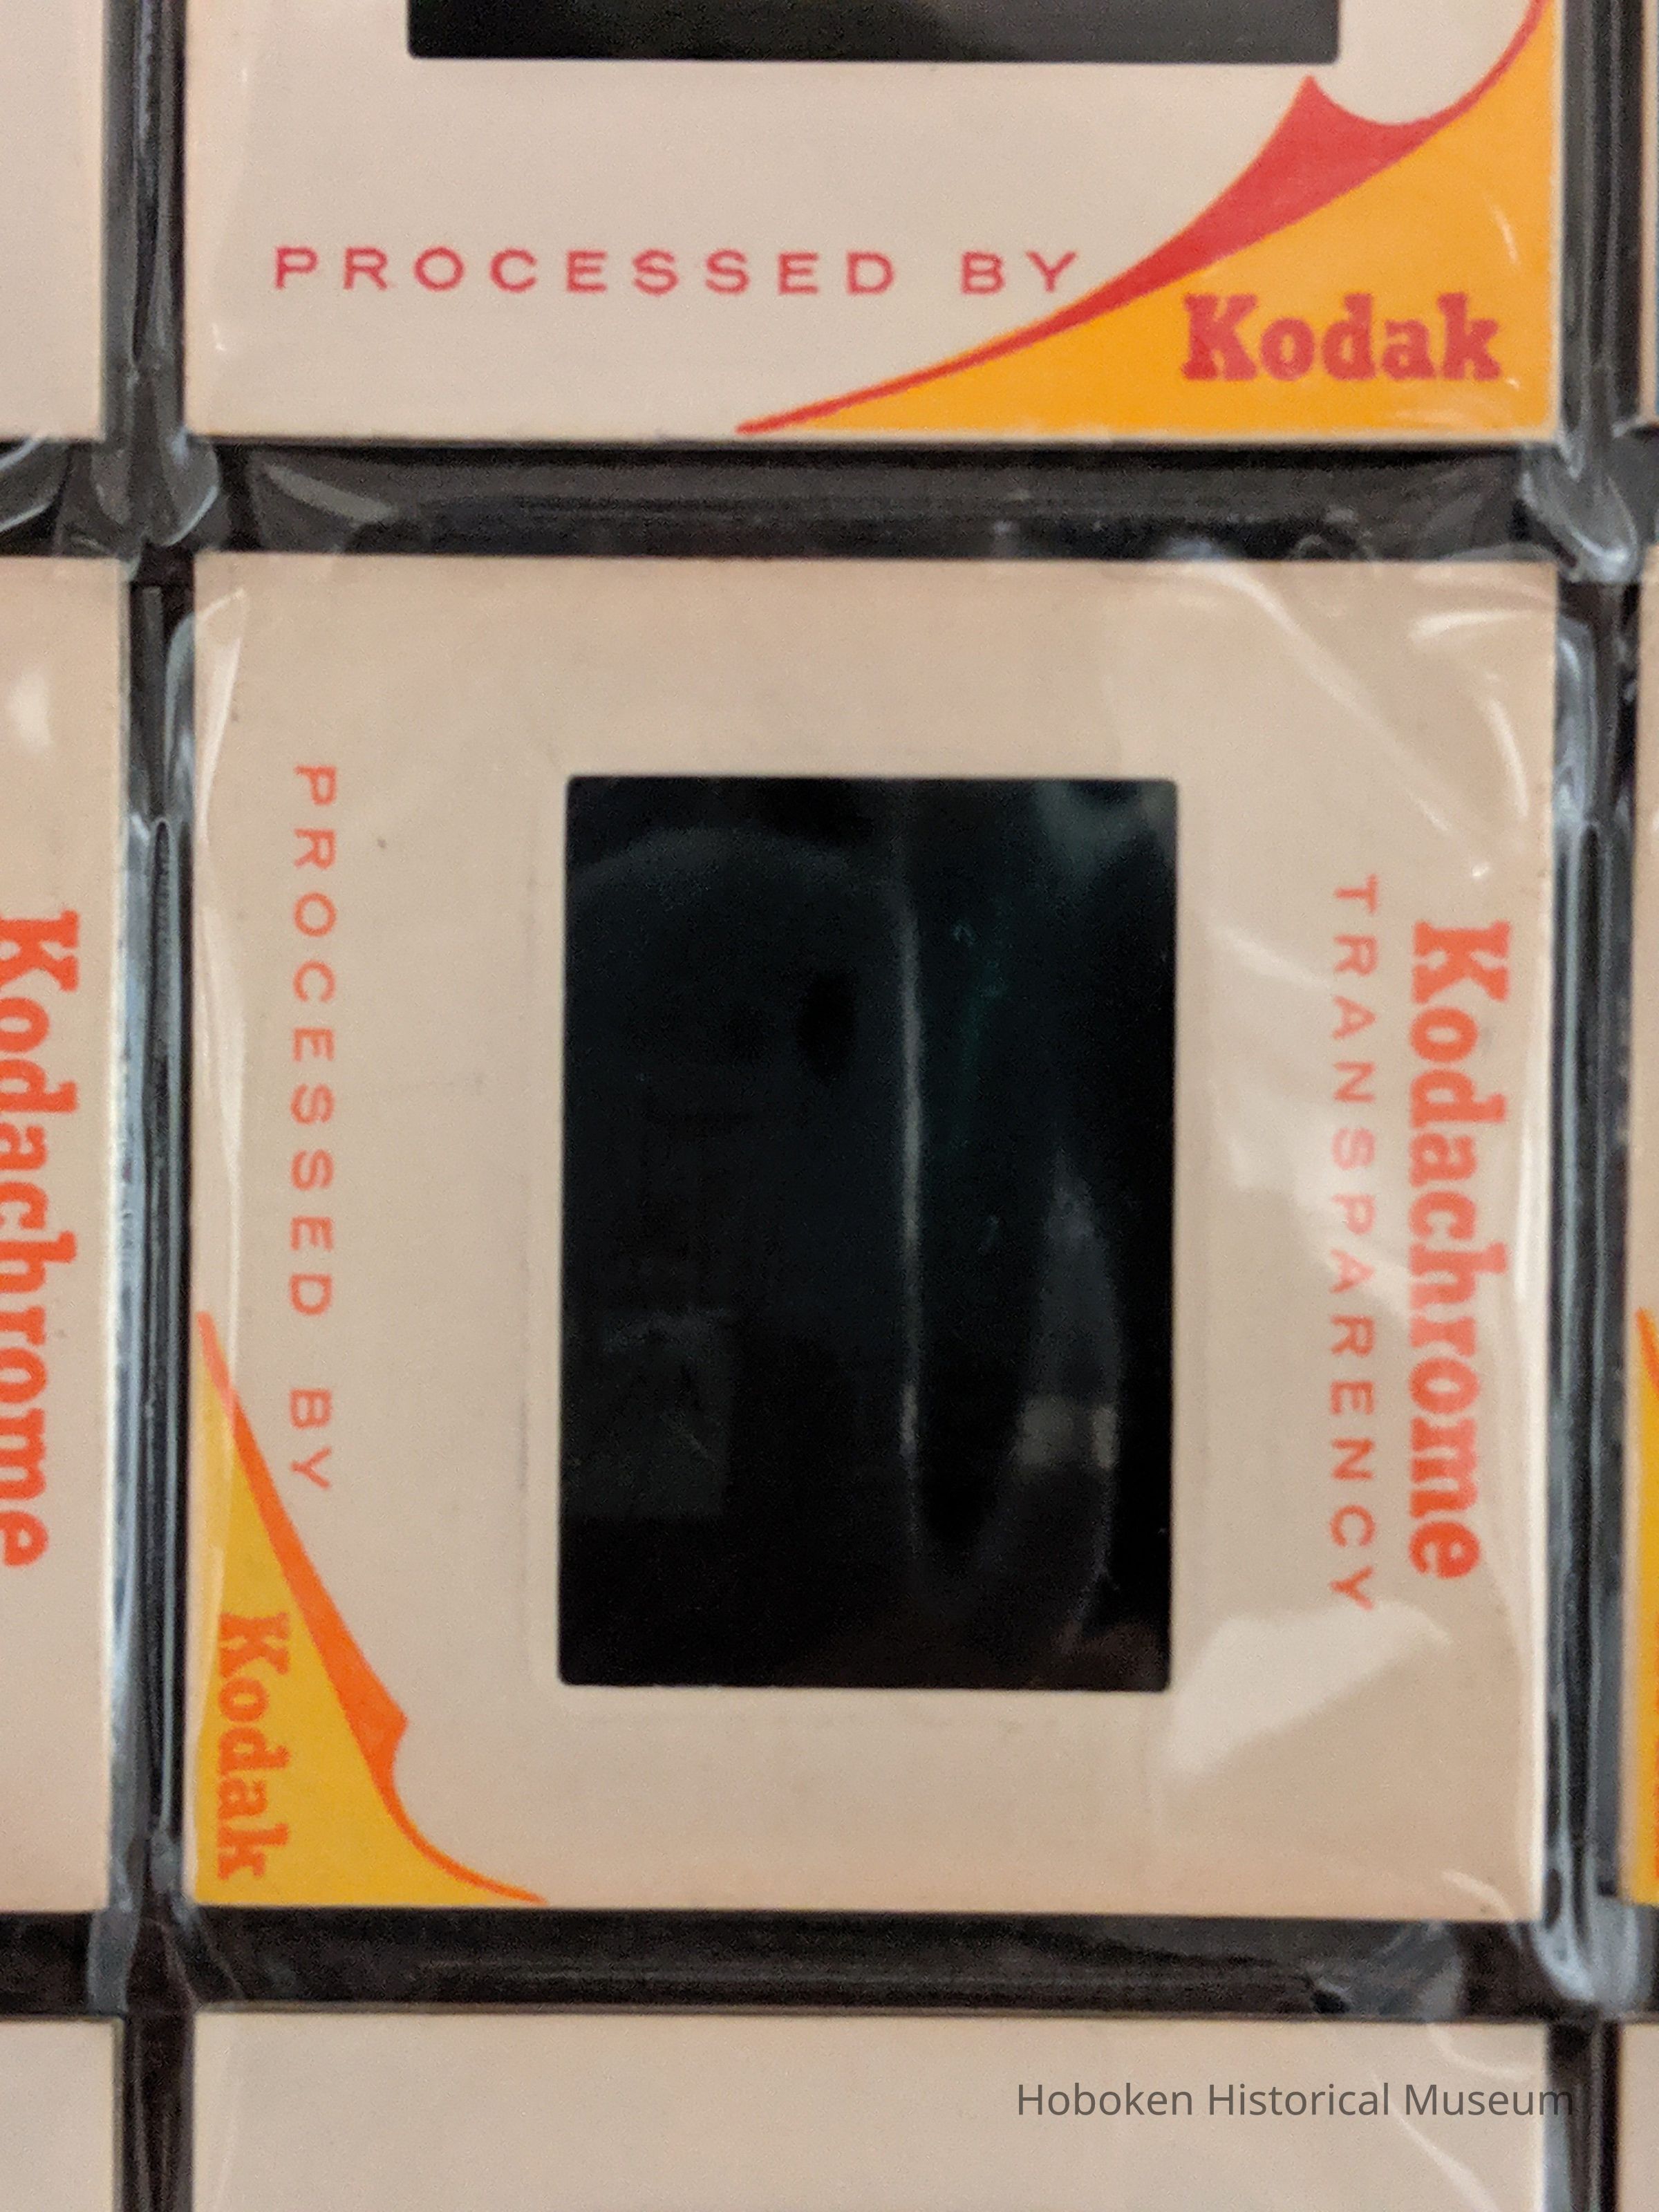 PROCESSED BY
Kodak
Kodachrome
PROCESSED BY
Kodak
Kodachrome
TRANSPARENCY
Hoboken Historical Museum